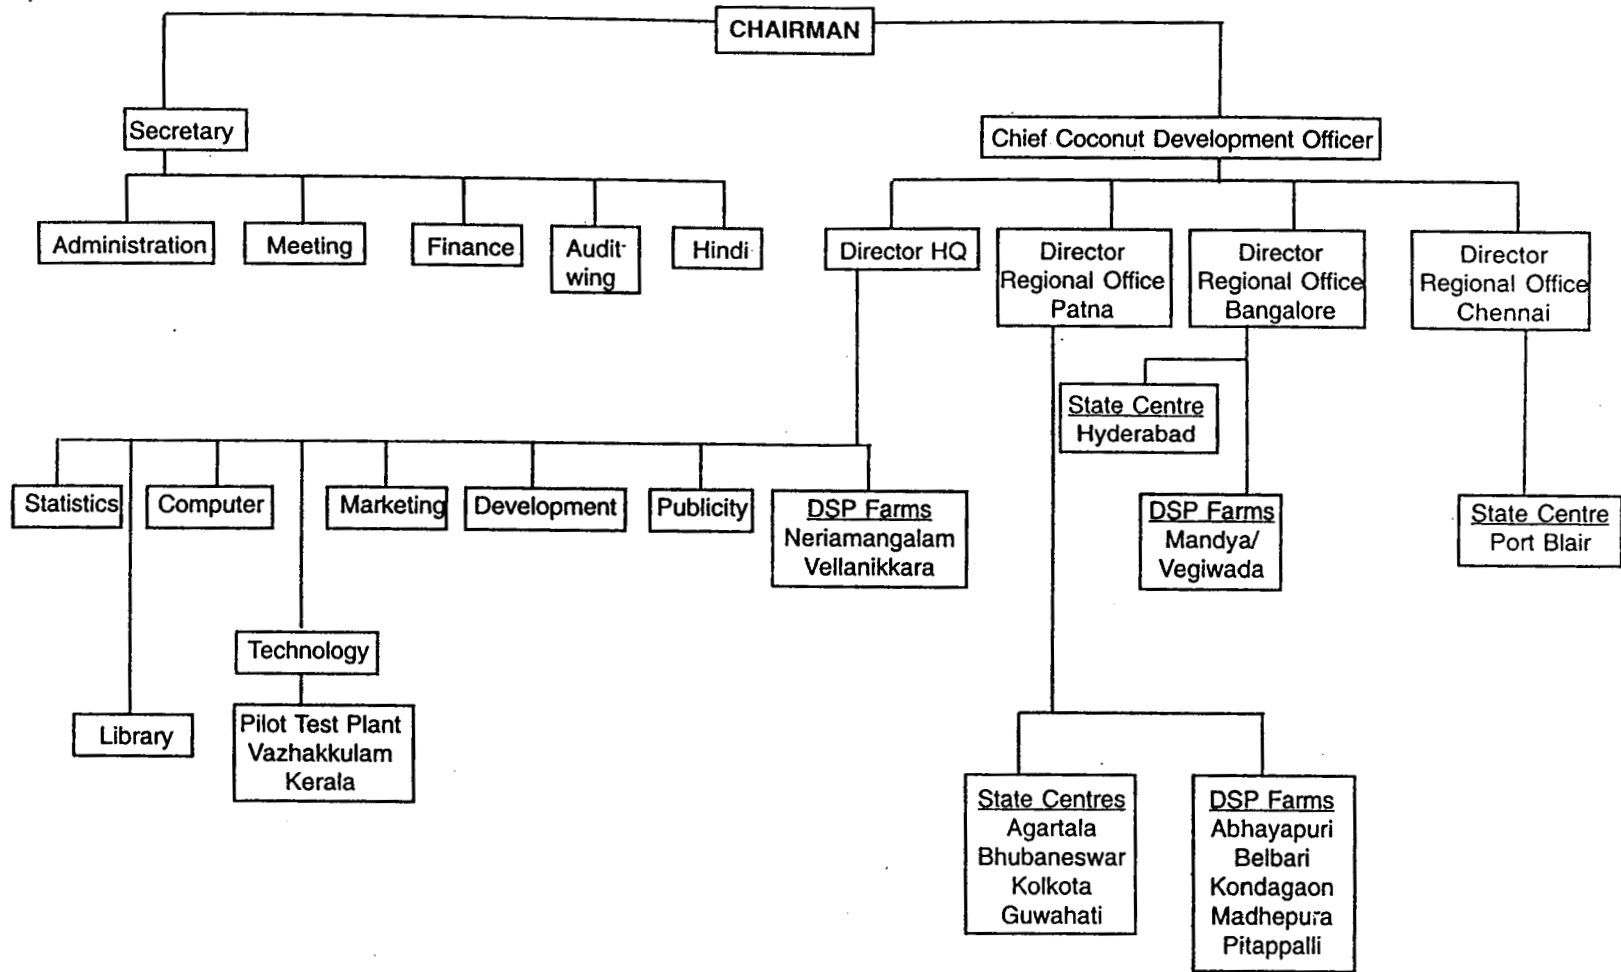 CHAIRMAN
Secretary
Chief Coconut Development Officer
Administration
Meeting
Finance
Audit-
wing
Hindi
Director HQ
Director
Regional Office
Patna
Director
Regional Office
Bangalore
Director
Regional Office
Chennai
State Centre
Hyderabad
Statistics
Computer
Marketing
Development
Publicity
DSP Farms
Neriamangalam
Vellanikkara
DSP Farms
Mandya/
Vegiwada
State Centre
Port Blair
Technology
Library
Pilot Test Plant
Vazhakkulam
Kerala
State Centres
Agartala
Bhubaneswar
Kolkota
Guwahati
DSP Farms
Abhayapuri
Belbari
Kondagaon
Madhepura
Pitappalli